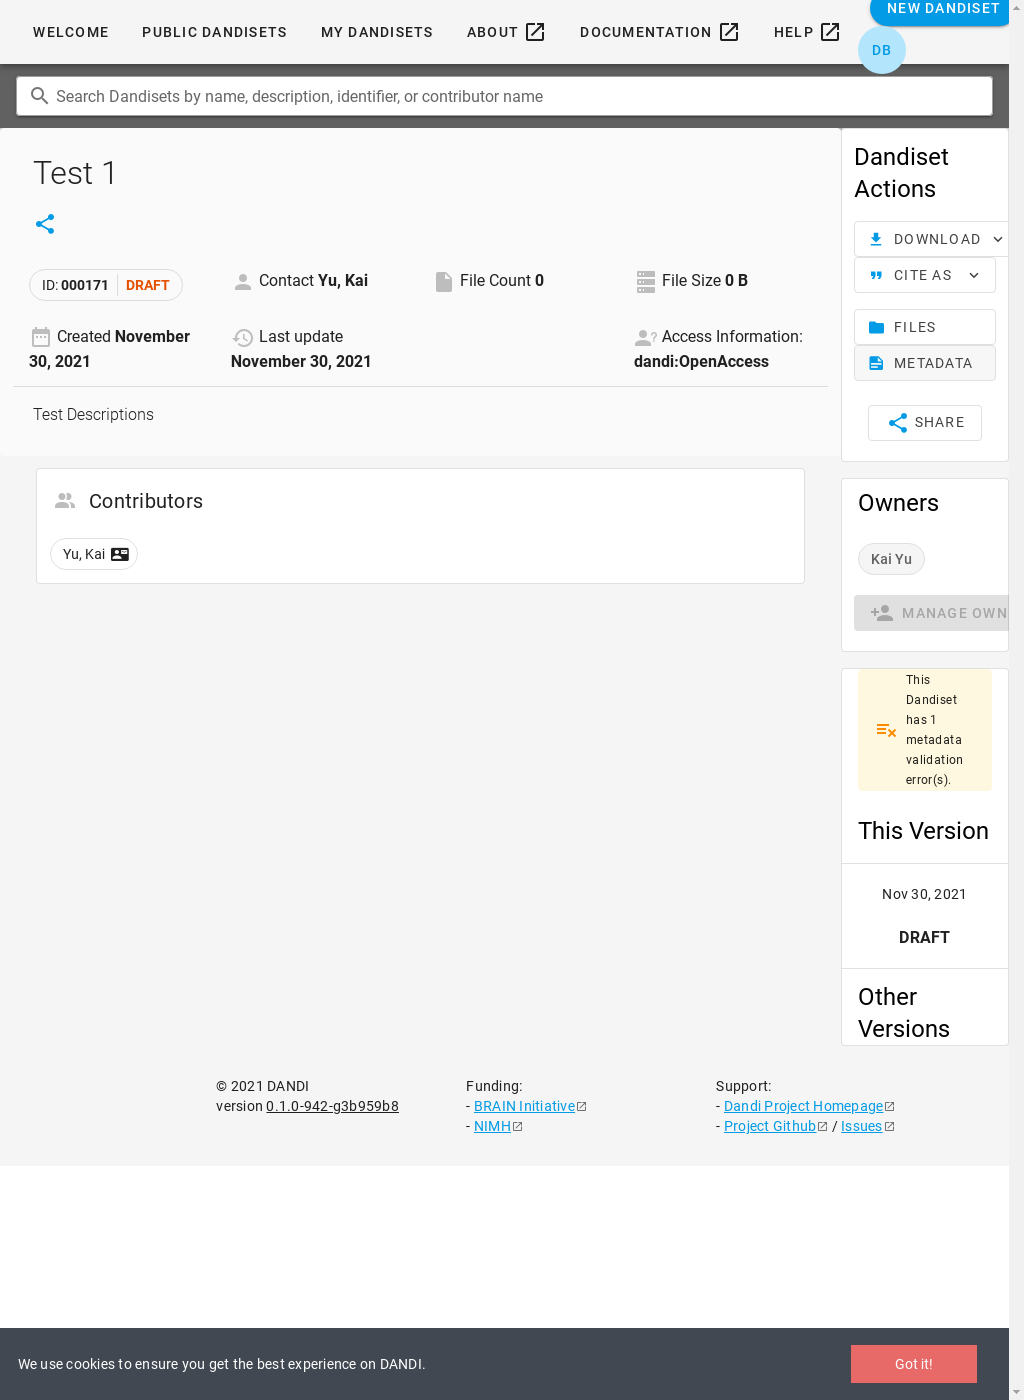 WELCOME
PUBLIC DANDISETS
MY DANDISETS
ABOUT
DOCUMENTATION
HELP
NEW DANDISET
DB
Search Dandisets by name, description, identifier, or contributor name
Test 1
ID: 000171 DRAFT
Contact Yu, Kai
File Count 0
File Size 0 B
Created November
30, 2021
Last update
November 30, 2021
Access Information:
dandi:OpenAccess
Test Descriptions
Contributors
Yu, Kai
Dandiset
Actions
DOWNLOAD
CITE AS
FILES
METADATA
SHARE
Owners
Kai Yu
MANAGE OWN
This
Dandiset
has 1
metadata
validation
error(s).
This Version
Nov 30, 2021
DRAFT
Other
Versions
© 2021 DANDI
version 0.1.0-942-g3b959b8
Funding:
- BRAIN Initiative
- NIMH
Support:
- Dandi Project Homepage
- Project Github / Issues
We use cookies to ensure you get the best experience on DANDI.
Got it!